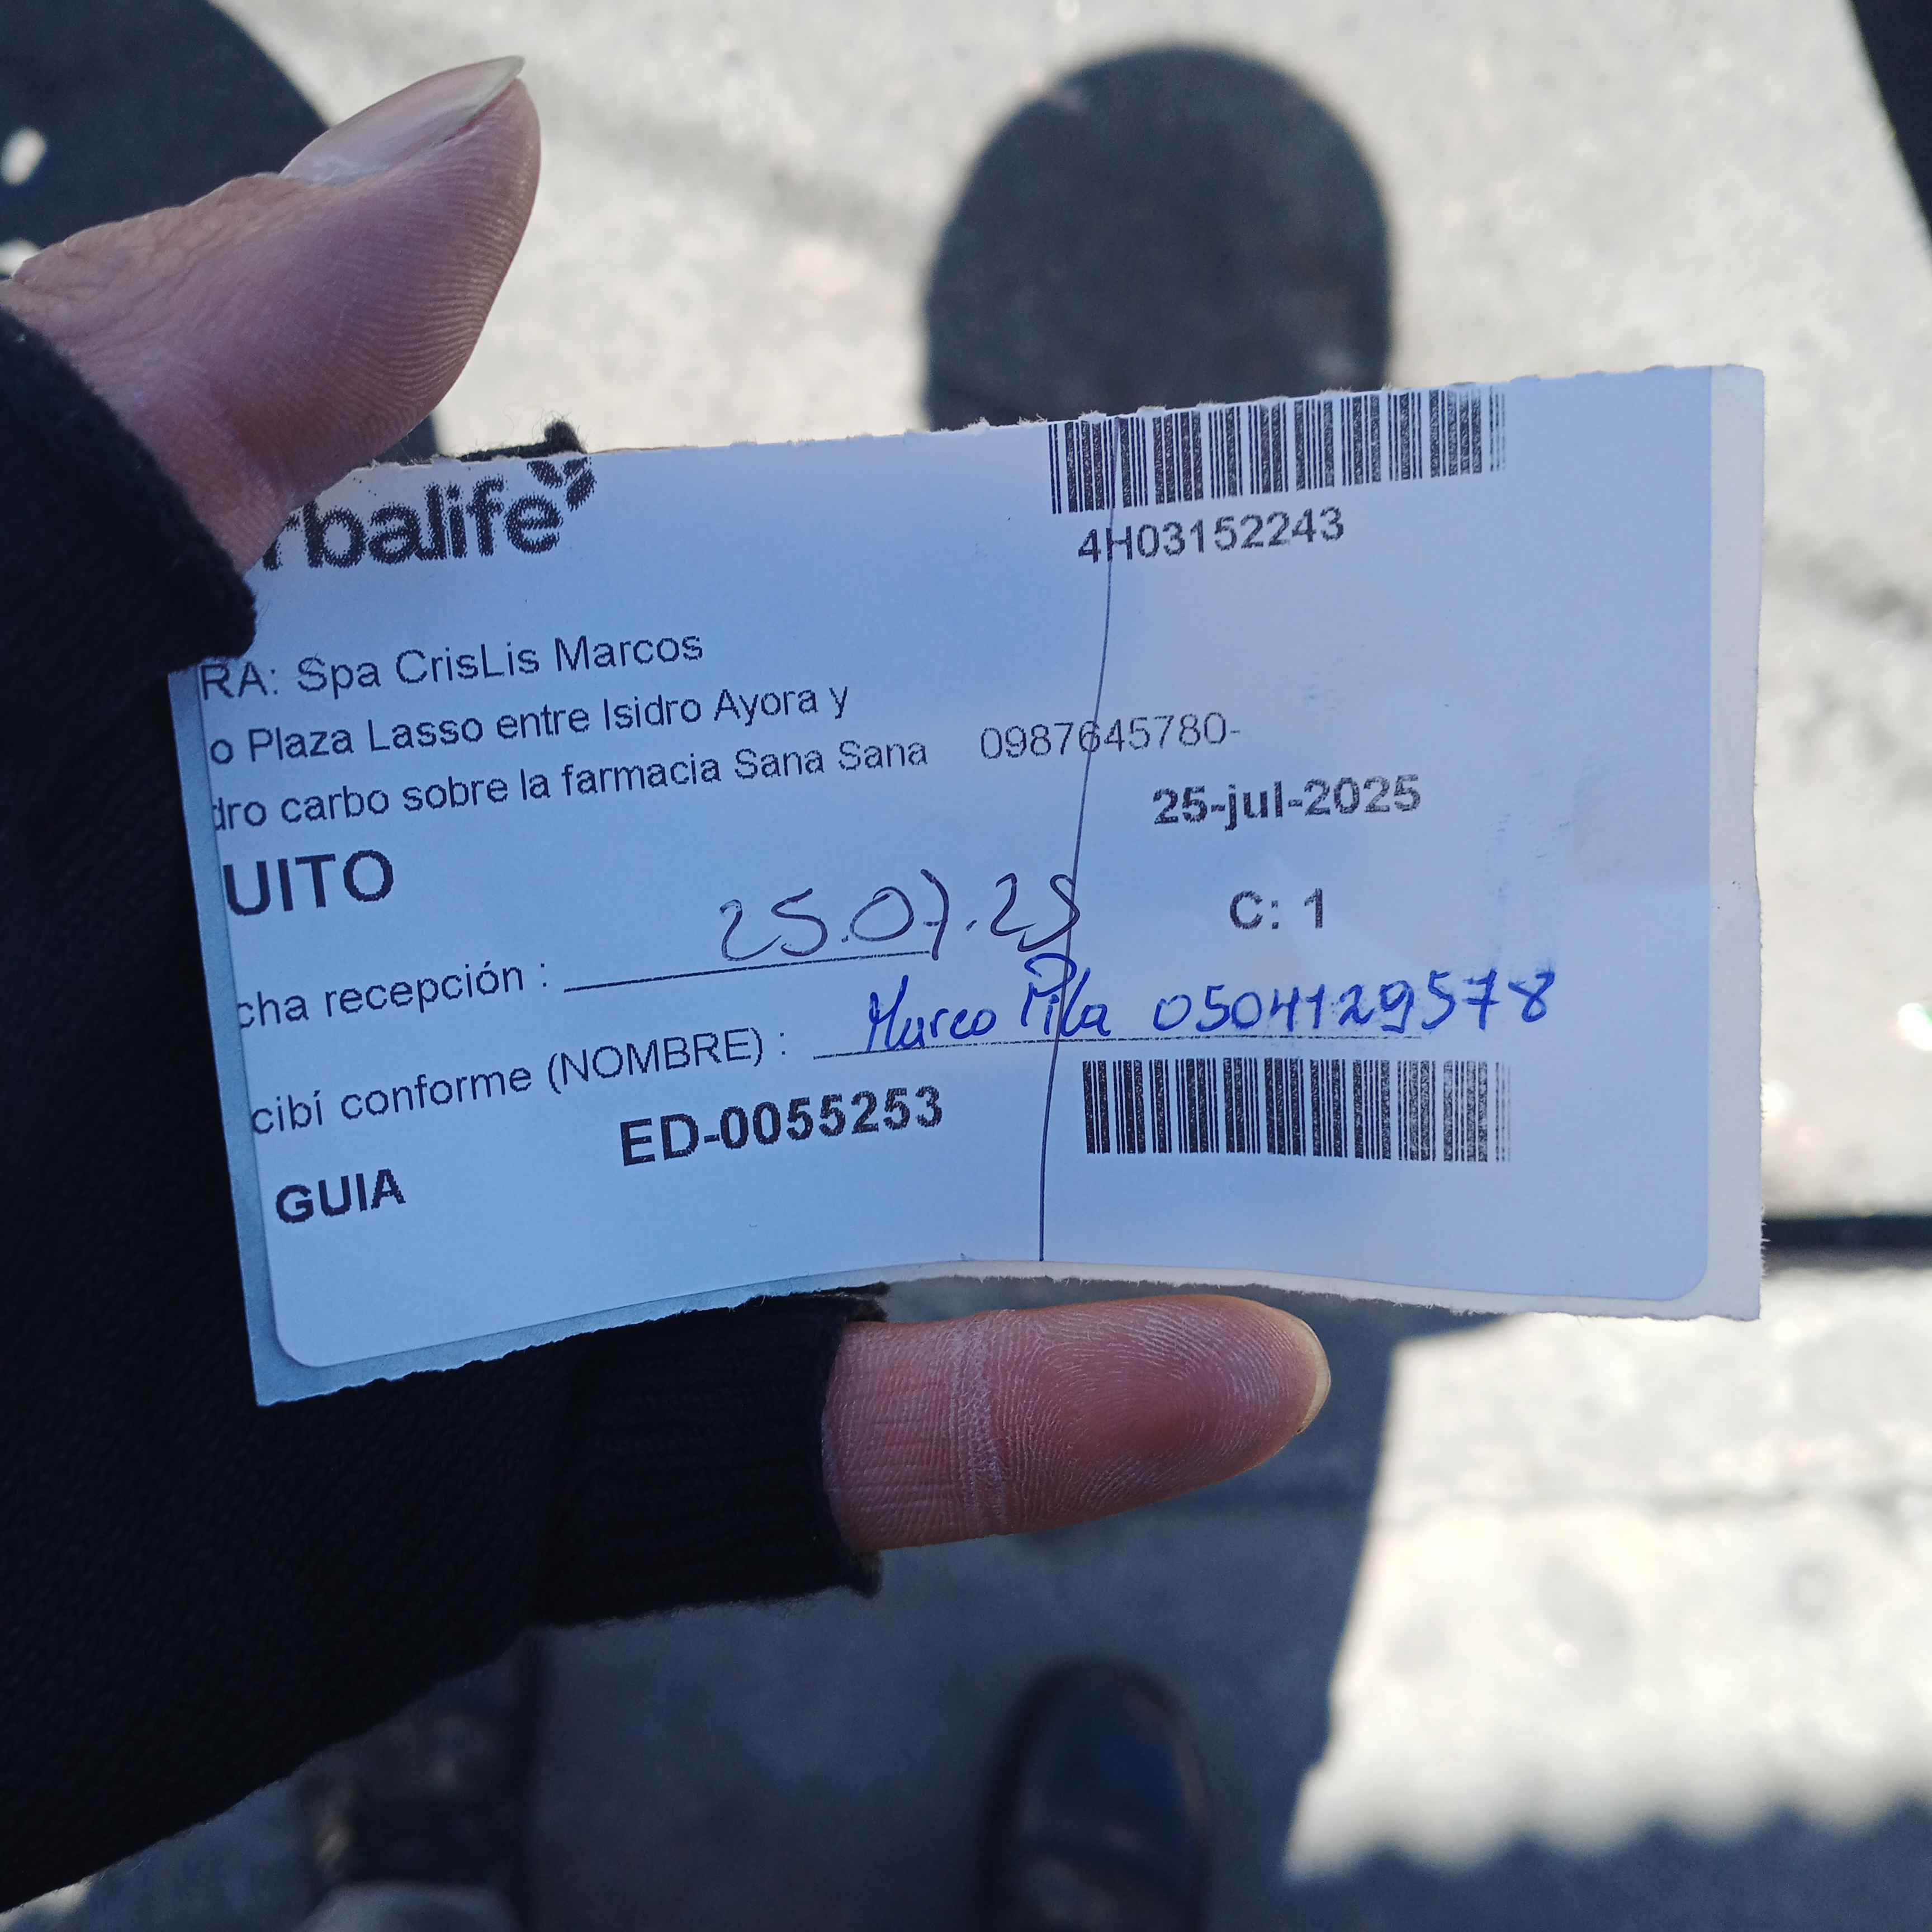 rbalife
4H03152243
RA: Spa CrisLis Marcos
o Plaza Lasso entre Isidro Ayora y
dro carbo sobre la farmacia Sana Sana 0987645780-
25-jul-2025
UITO
C: 1
cha recepción : 25.07.25
cibí conforme (NOMBRE) : Marco Pila 0504129578
ED-0055253
GUIA